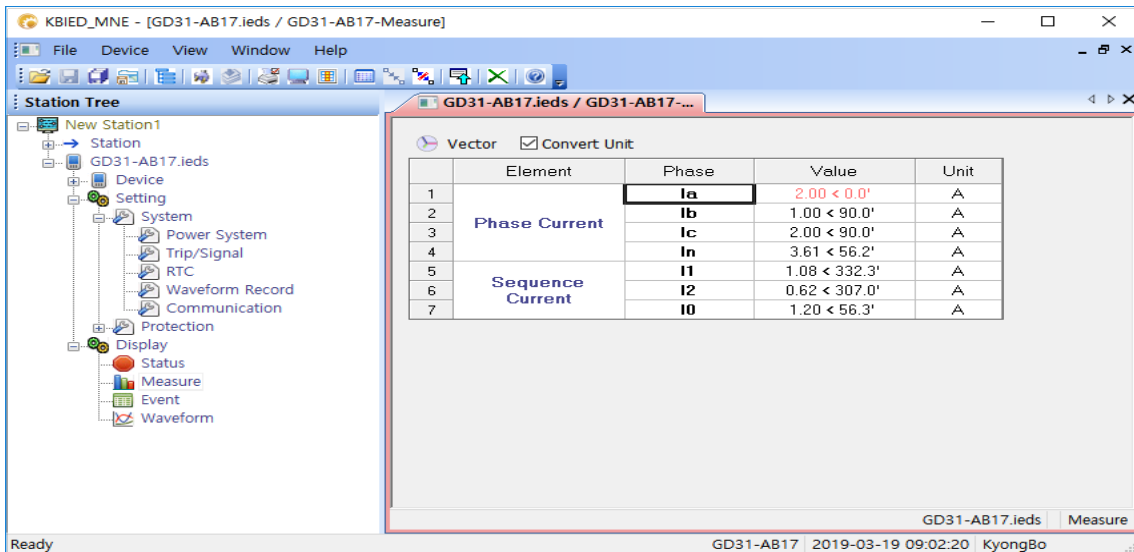 KBIED_MNE - [GD31-AB17.ieds / GD31-AB17-Measure]
File Device View Window Help
Station Tree
New Station1
Station
GD31-AB17.ieds
Device
Setting
System
Power System
Trip/Signal
RTC
Waveform Record
Communication
Protection
Display
Status
Measure
Event
Waveform
GD31-AB17.ieds / GD31-AB17-...
Vector Convert Unit
Element Phase Value Unit
1 Phase Current Ia 2.00 < 0.0' A
2 Ib 1.00 < 90.0' A
3 Ic 2.00 < 90.0' A
4 In 3.61 < 56.2' A
5 Sequence Current I1 1.08 < 332.3' A
6 I2 0.62 < 307.0' A
7 I0 1.20 < 56.3' A
GD31-AB17.ieds Measure
Ready GD31-AB17 2019-03-19 09:02:20 KyongBo